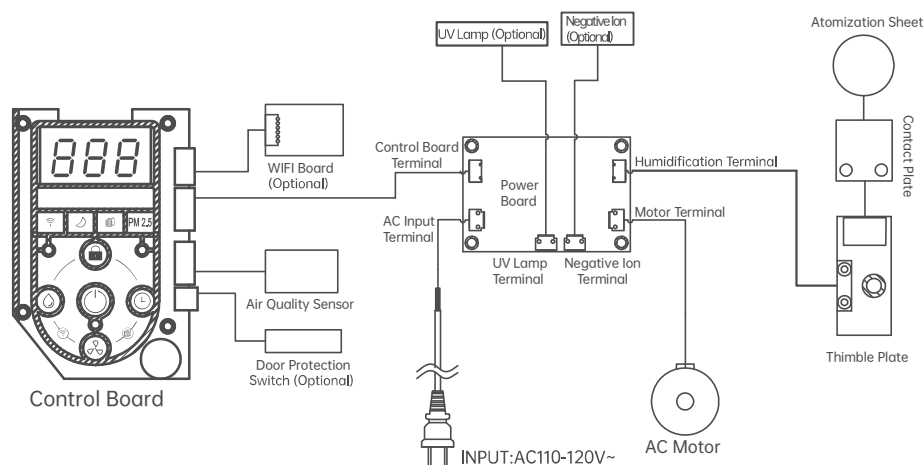 UV Lamp (Optional)
Negative Ion
(Optional)
Atomization Sheet
888
WIFI Board
(Optional)
Control Board
Terminal
Power
Board
Humidification Terminal
Contact Plate
PM 2.5
AC Input
Terminal
Motor Terminal
UV Lamp
Terminal
Negative Ion
Terminal
Air Quality Sensor
Door Protection
Switch (Optional)
Thimble Plate
Control Board
AC Motor
INPUT:AC110-120V~